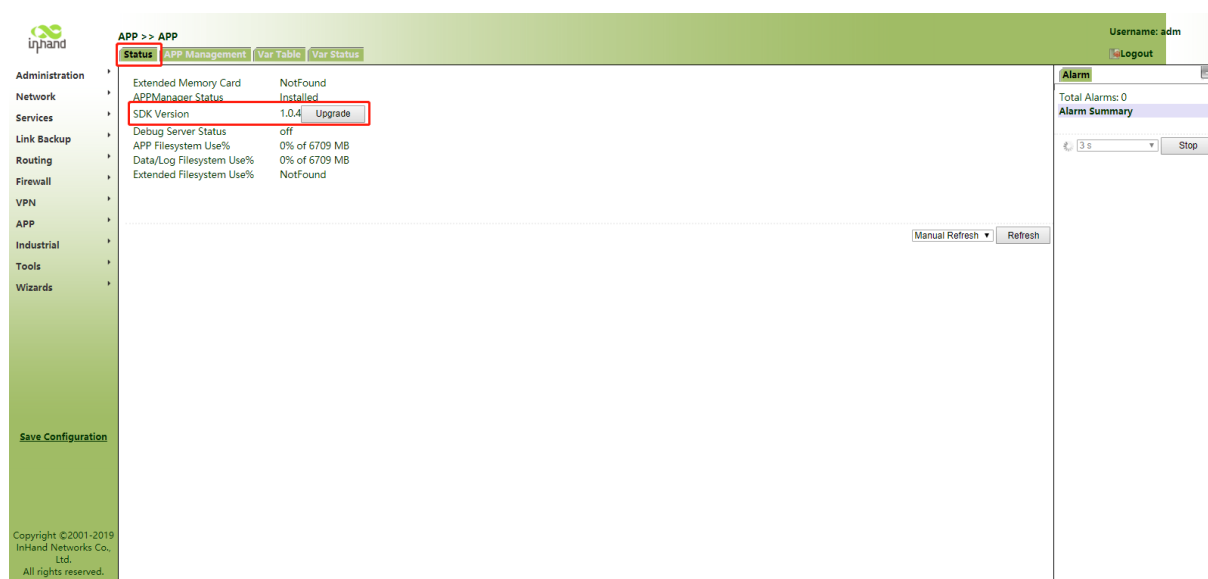 inhand
APP >> APP
Username: adm
Status APP Management Var Table Var Status
Logout
Administration
Network
Services
Link Backup
Routing
Firewall
VPN
APP
Industrial
Tools
Wizards
Save Configuration
Copyright ©2001-2019
InHand Networks Co.,
Ltd.
All rights reserved.
Extended Memory Card NotFound
APPManager Status Installed
SDK Version 1.0.4 Upgrade
Debug Server Status off
APP Filesystem Use% 0% of 6709 MB
Data/Log Filesystem Use% 0% of 6709 MB
Extended Filesystem Use% NotFound
Manual Refresh Refresh
Alarm
Total Alarms: 0
Alarm Summary
3 s Stop